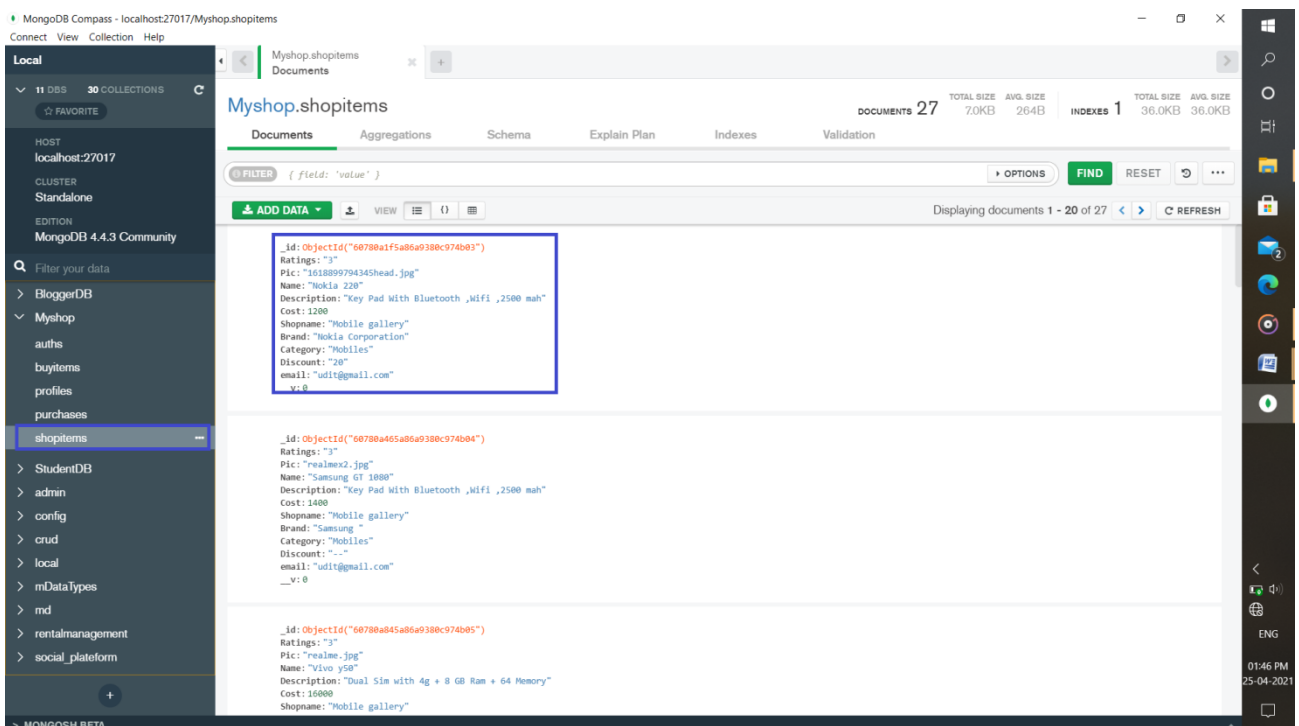 MongoDB Compass - localhost:27017/Myshop.shopitems
Connect View Collection Help
Local
11 DBS 30 COLLECTIONS
☆ FAVORITE
HOST
localhost:27017
CLUSTER
Standalone
EDITION
MongoDB 4.4.3 Community
Filter your data
BloggerDB
Myshop
auths
buyitems
profiles
purchases
shopitems
StudentDB
admin
config
crud
local
mDataTypes
md
rentalmanagement
social_plateform
+
> MONGOSH BETA
Myshop.shopitems
Documents
+
Myshop.shopitems
DOCUMENTS 27 TOTAL SIZE 7.0KB AVG. SIZE 264B INDEXES 1 TOTAL SIZE 36.0KB AVG. SIZE 36.0KB
Documents Aggregations Schema Explain Plan Indexes Validation
FILTER { field: 'value' } OPTIONS FIND RESET ...
ADD DATA VIEW {} Displaying documents 1 - 20 of 27 < > REFRESH
_id: ObjectId("60780a1f5a86a9380c974b03")
Ratings: "3"
Pic: "1618899794345head.jpg"
Name: "Nokia 220"
Description: "Key Pad With Bluetooth ,Wifi ,2500 mah"
Cost: 1200
Shopname: "Mobile gallery"
Brand: "Nokia Corporation"
Category: "Mobiles"
Discount: "20"
email: "udit@gmail.com"
__v: 0
_id: ObjectId("60780a465a86a9380c974b04")
Ratings: "3"
Pic: "realmex2.jpg"
Name: "Samsung GT 1080"
Description: "Key Pad With Bluetooth ,Wifi ,2500 mah"
Cost: 1400
Shopname: "Mobile gallery"
Brand: "Samsung "
Category: "Mobiles"
Discount: "--"
email: "udit@gmail.com"
__v: 0
_id: ObjectId("60780a845a86a9380c974b05")
Ratings: "3"
Pic: "realme.jpg"
Name: "Vivo y50"
Description: "Dual Sim with 4g + 8 GB Ram + 64 Memory"
Cost: 16000
Shopname: "Mobile gallery"
2
ENG
01:46 PM
25-04-2021